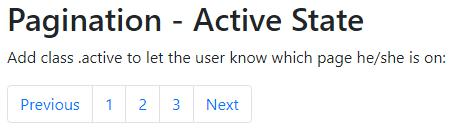 Pagination - Active State
Add class .active to let the user know which page he/she is on:
Previous 1 2 3 Next